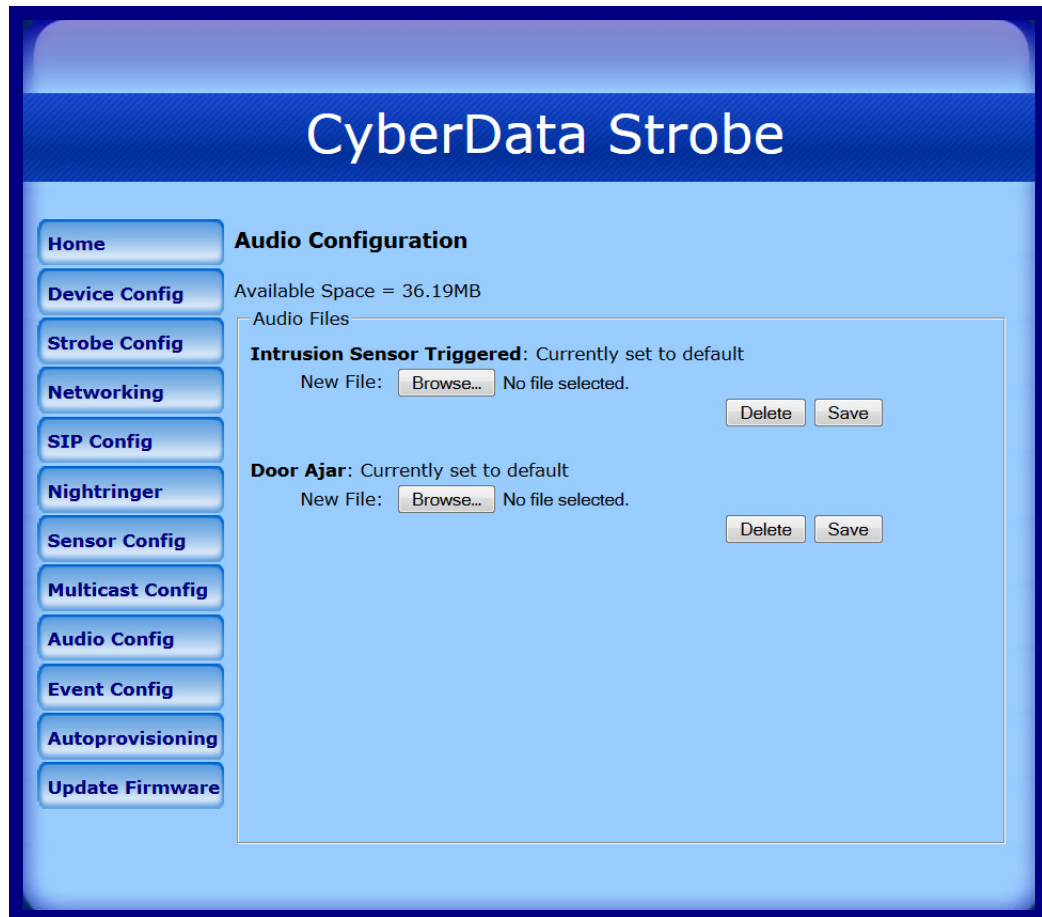 CyberData Strobe
Home
Device Config
Strobe Config
Networking
SIP Config
Nightringer
Sensor Config
Multicast Config
Audio Config
Event Config
Autoprovisioning
Update Firmware
Audio Configuration
Available Space = 36.19MB
Audio Files
Intrusion Sensor Triggered: Currently set to default
New File: Browse... No file selected.
Delete Save
Door Ajar: Currently set to default
New File: Browse... No file selected.
Delete Save